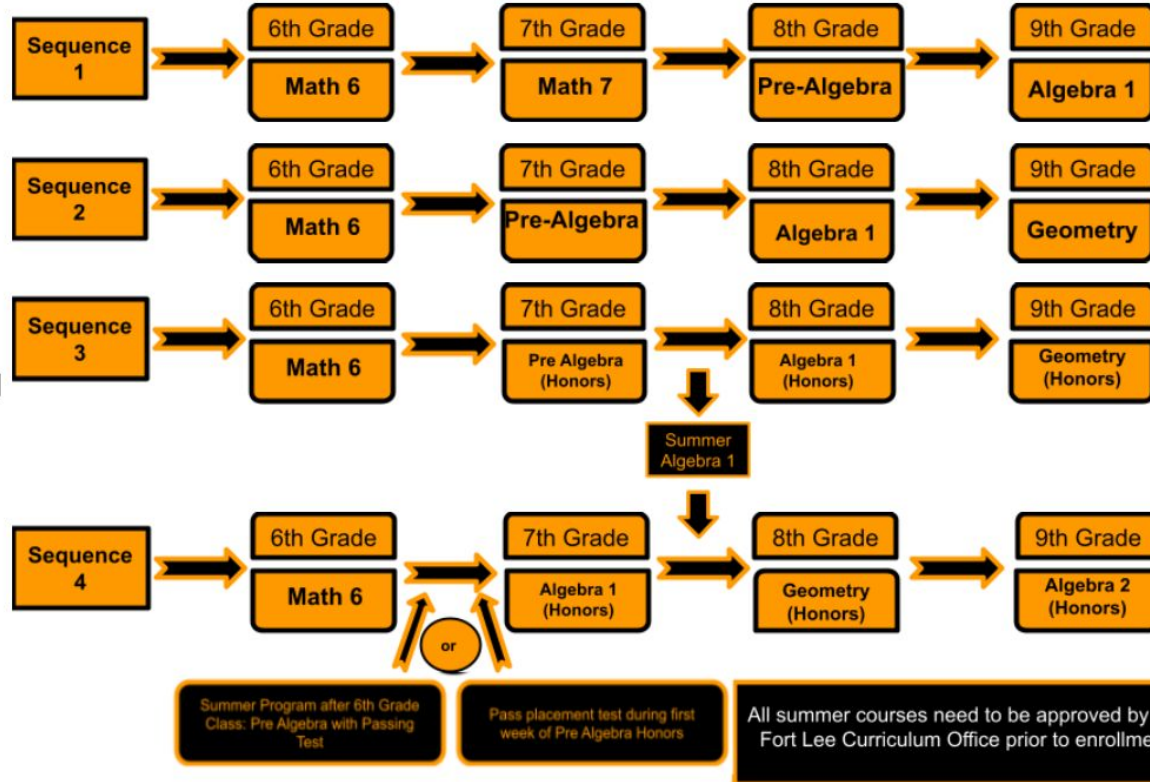 Sequence
1
6th Grade
Math 6
7th Grade
Math 7
8th Grade
Pre-Algebra
9th Grade
Algebra 1
Sequence
2
6th Grade
Math 6
7th Grade
Pre-Algebra
8th Grade
Algebra 1
9th Grade
Geometry
Sequence
3
6th Grade
Math 6
7th Grade
Pre Algebra
(Honors)
8th Grade
Algebra 1
(Honors)
9th Grade
Geometry
(Honors)
Summer
Algebra 1
Sequence
4
6th Grade
Math 6
7th Grade
Algebra 1
(Honors)
8th Grade
Geometry
(Honors)
9th Grade
Algebra 2
(Honors)
or
Summer Program after 6th Grade
Class: Pre Algebra with Passing
Test
Pass placement test during first
week of Pre Algebra Honors
All summer courses need to be approved by
Fort Lee Curriculum Office prior to enrollme